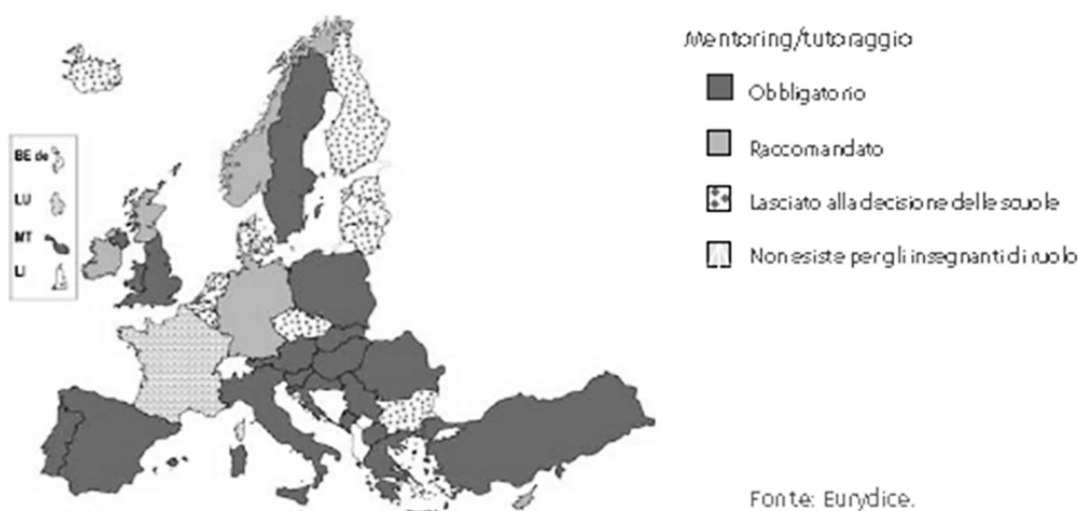 Mentoring/tutoraggio
Obbligatorio
Raccomandato
Lasciato alla decisione delle scuole
Non esiste per gli insegnanti di ruolo
BE de
LU
MT
LI
Fonte: Eurydice.